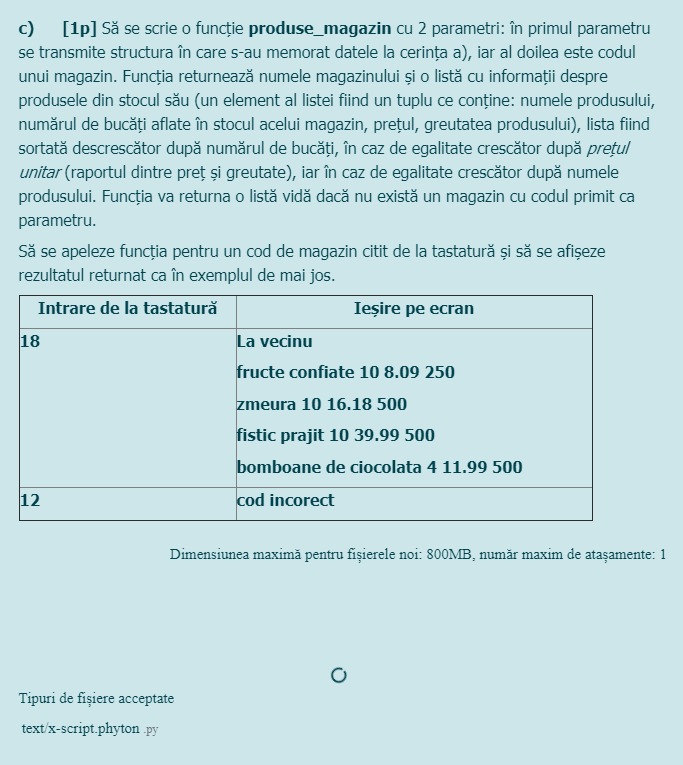 c) [1p] Să se scrie o funcție produse_magazin cu 2 parametri: în primul parametru
se transmite structura în care s-au memorat datele la cerința a), iar al doilea este codul
unui magazin. Funcția returnează numele magazinului și o listă cu informații despre
produsele din stocul său (un element al listei fiind un tuplu ce conține: numele produsului,
numărul de bucăți aflate în stocul acelui magazin, prețul, greutatea produsului), lista fiind
sortată descrescător după numărul de bucăți, în caz de egalitate crescător după prețul
unitar (raportul dintre preț și greutate), iar în caz de egalitate crescător după numele
produsului. Funcția va returna o listă vidă dacă nu există un magazin cu codul primit ca
parametru.
Să se apeleze funcția pentru un cod de magazin citit de la tastatură și să se afișeze
rezultatul returnat ca în exemplul de mai jos.
Intrare de la tastatură Ieșire pe ecran
18 La vecinu
fructe confiate 10 8.09 250
zmeura 10 16.18 500
fistic prajit 10 39.99 500
bomboane de ciocolata 4 11.99 500
12 cod incorect
Dimensiunea maximă pentru fișierele noi: 800MB, număr maxim de atașamente: 1
Tipuri de fișiere acceptate
text/x-script.phyton .py